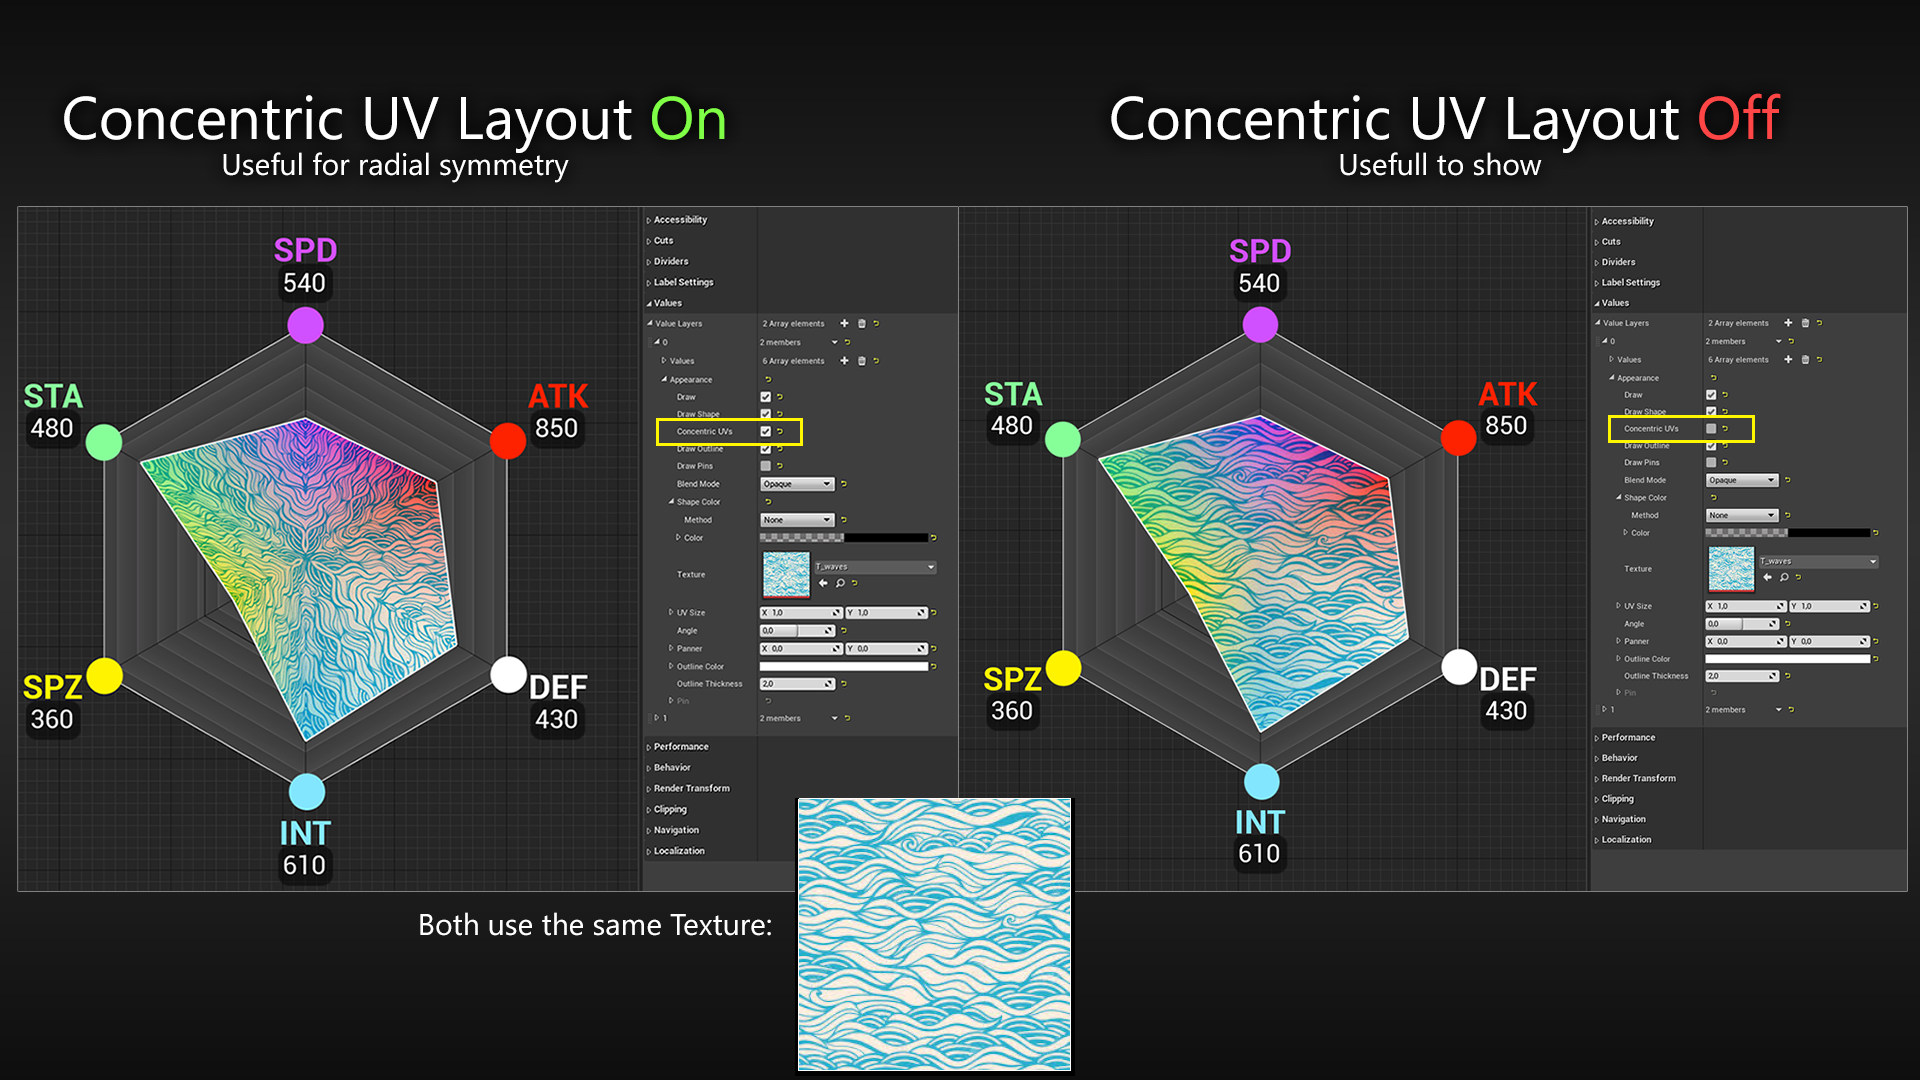 Concentric UV Layout On
Useful for radial symmetry
Concentric UV Layout Off
Usefull to show
SPD
540
STA
480
ATK
850
SPZ
360
DEF
430
INT
610
Accessibility
Cuts
Dividers
Label Settings
Values
Value Layers 2 Array elements
0 2 members
Values 6 Array elements
Appearance
Draw
Draw Shape
Concentric UVs
Draw Outline
Draw Pins
Blend Mode Opaque
Shape Color
Method None
Color
Texture T_waves
UV Size X 1,0 Y 1,0
Angle 0,0
Panner X 0,0 Y 0,0
Outline Color
Outline Thickness 2,0
Pin
1 2 members
Performance
Behavior
Render Transform
Clipping
Navigation
Localization
SPD
540
STA
480
ATK
850
SPZ
360
DEF
430
INT
610
Accessibility
Cuts
Dividers
Label Settings
Values
Value Layers 2 Array elements
0 2 members
Values 6 Array elements
Appearance
Draw
Draw Shape
Concentric UVs
Draw Outline
Draw Pins
Blend Mode Opaque
Shape Color
Method None
Color
Texture T_waves
UV Size X 1,0 Y 1,0
Angle 0,0
Panner X 0,0 Y 0,0
Outline Color
Outline Thickness 2,0
Pin
1 2 members
Performance
Behavior
Render Transform
Clipping
Navigation
Localization
Both use the same Texture: